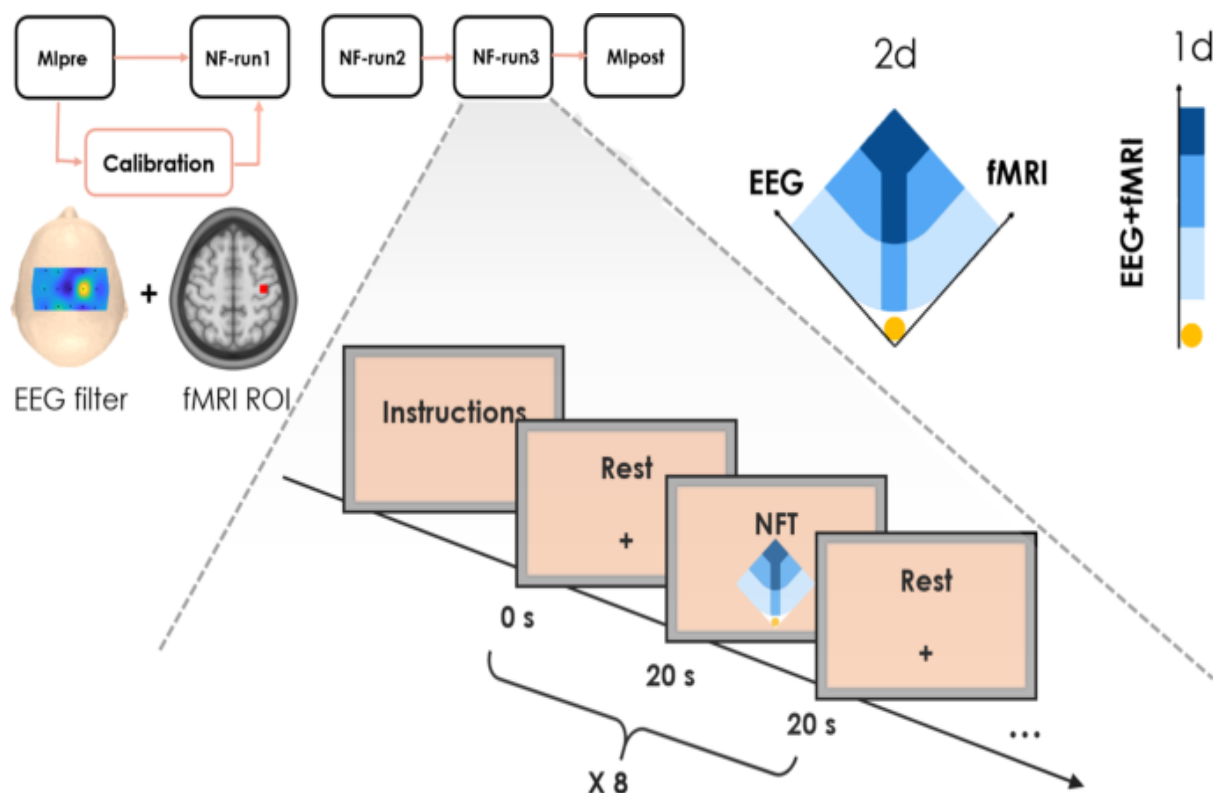 MIpre
NF-run1
NF-run2
NF-run3
MIpost
Calibration
+
EEG filter
fMRI ROI
2d
EEG
fMRI
1d
EEG+fMRI
Instructions
Rest
+
NFT
Rest
+
0 s
20 s
20 s
...
X 8